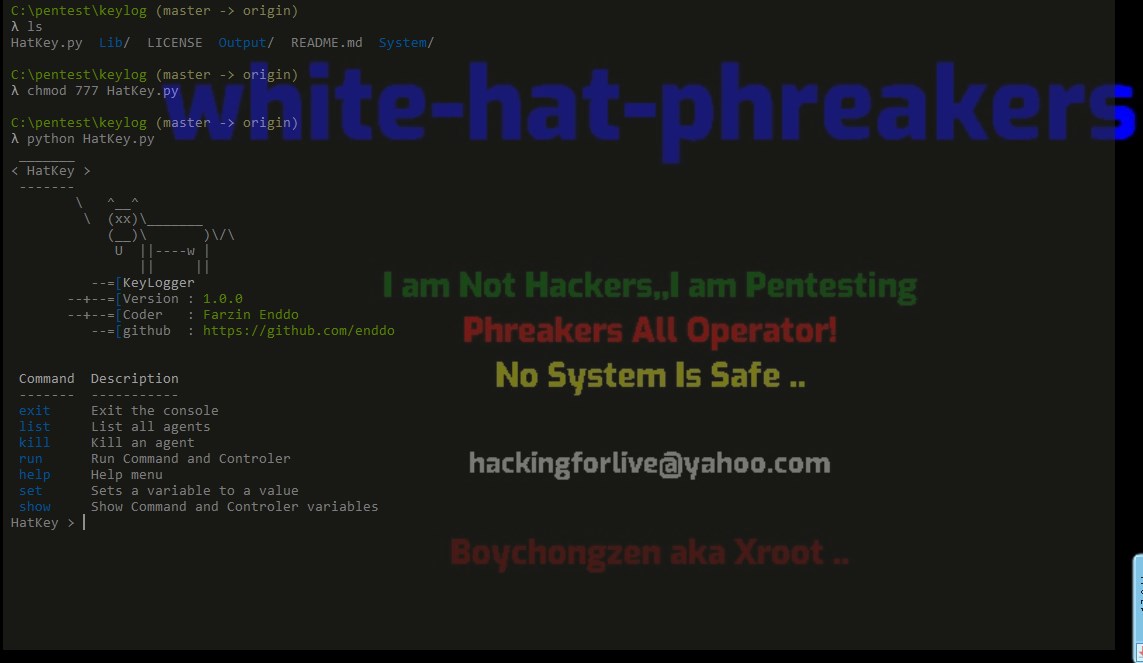 C:\pentest\keylog (master -> origin)
λ ls
HatKey.py  Lib/  LICENSE  Output/  README.md  System/
C:\pentest\keylog (master -> origin)
λ chmod 777 HatKey.py
C:\pentest\keylog (master -> origin)
λ python HatKey.py
 _______
< HatKey >
 -------
        \   ^__^
         \  (xx)\_______
            (__)\       )\/\
             U  ||----w |
                ||     ||
          --=[KeyLogger
       --+--=[Version : 1.0.0
       --+--=[Coder   : Farzin Enddo
          --=[github  : https://github.com/enddo
 Command  Description
 -------  -----------
 exit     Exit the console
 list     List all agents
 kill     Kill an agent
 run      Run Command and Controler
 help     Help menu
 set      Sets a variable to a value
 show     Show Command and Controler variables
HatKey >
white-hat-phreakers
I am Not Hackers,,I am Pentesting
Phreakers All Operator!
No System Is Safe ..
hackingforlive@yahoo.com
Boychongzen aka Xroot ..